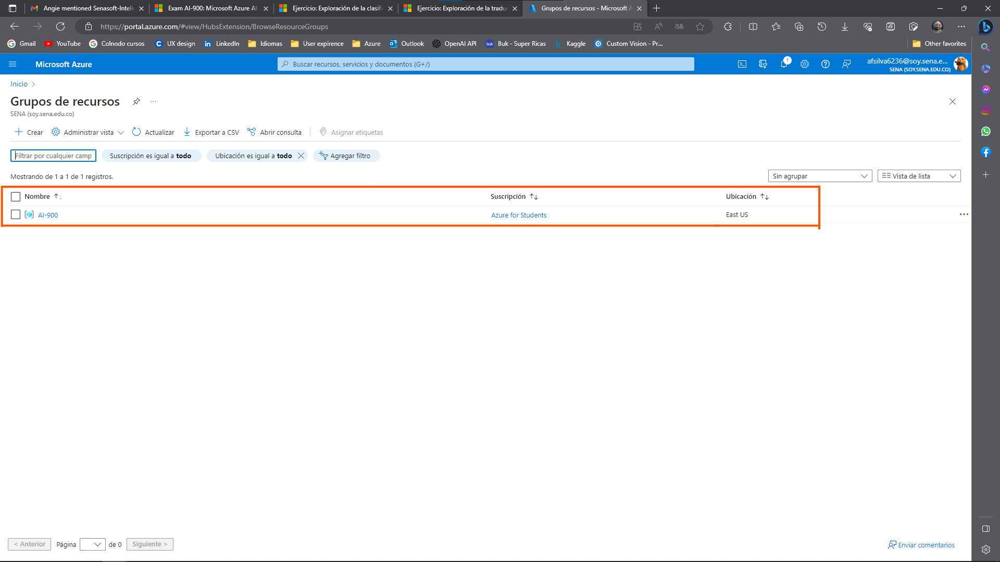 Angie mentioned Senasoft-Inteli
Exam AI-900: Microsoft Azure AI
Ejercicio: Exploración de la clasifi
Ejercicio: Exploración de la traduc
Grupos de recursos - Microsoft A
https://portal.azure.com/#view/HubsExtension/BrowseResourceGroups
Gmail
YouTube
Colnodo cursos
UX design
LinkedIn
Idiomas
User expirence
Azure
Outlook
OpenAI API
Buk - Super Ricas
Kaggle
Custom Vision - Pr...
Other favorites
Microsoft Azure
Buscar recursos, servicios y documentos (G+/)
1
afsilva6236@soy.sena.e...
SENA (SOY.SENA.EDU.CO)
Inicio
Grupos de recursos
SENA (soy.sena.edu.co)
Crear
Administrar vista
Actualizar
Exportar a CSV
Abrir consulta
Asignar etiquetas
Filtrar por cualquier camp
Suscripción es igual a todo
Ubicación es igual a todo
Agregar filtro
Mostrando de 1 a 1 de 1 registros.
Sin agrupar
Vista de lista
Nombre
Suscripción
Ubicación
AI-900
Azure for Students
East US
< Anterior
Página
de 0
Siguiente >
Enviar comentarios